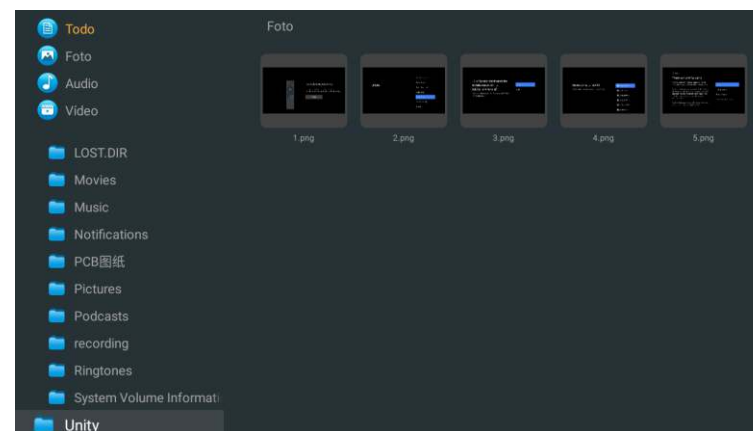 Todo
Foto
Audio
Vídeo
LOST.DIR
Movies
Music
Notifications
PCB图纸
Pictures
Podcasts
recording
Ringtones
System Volume Informati
Unity
Foto
1.png
2.png
3.png
4.png
5.png